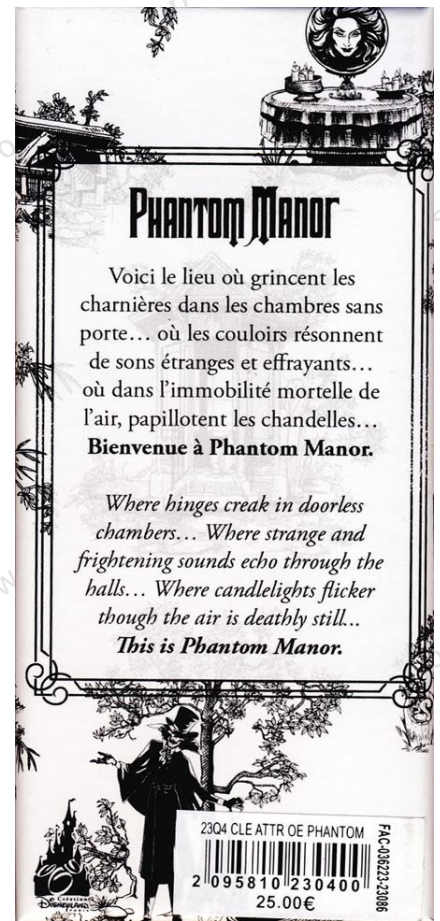 PHANTOM MANOR
Voici le lieu où grincent les
charnières dans les chambres sans
porte... où les couloirs résonnent
de sons étranges et effrayants...
où dans l'immobilité mortelle de
l'air, papillotent les chandelles...
Bienvenue à Phantom Manor.
Where hinges creak in doorless
chambers... Where strange and
frightening sounds echo through the
halls... Where candlelights flicker
though the air is deathly still...
This is Phantom Manor.
© Création
DISNEYLAND
PARIS
23Q4 CLE ATTR OE PHANTOM
2 095810 230400
25.00€
FAC-036223-23086